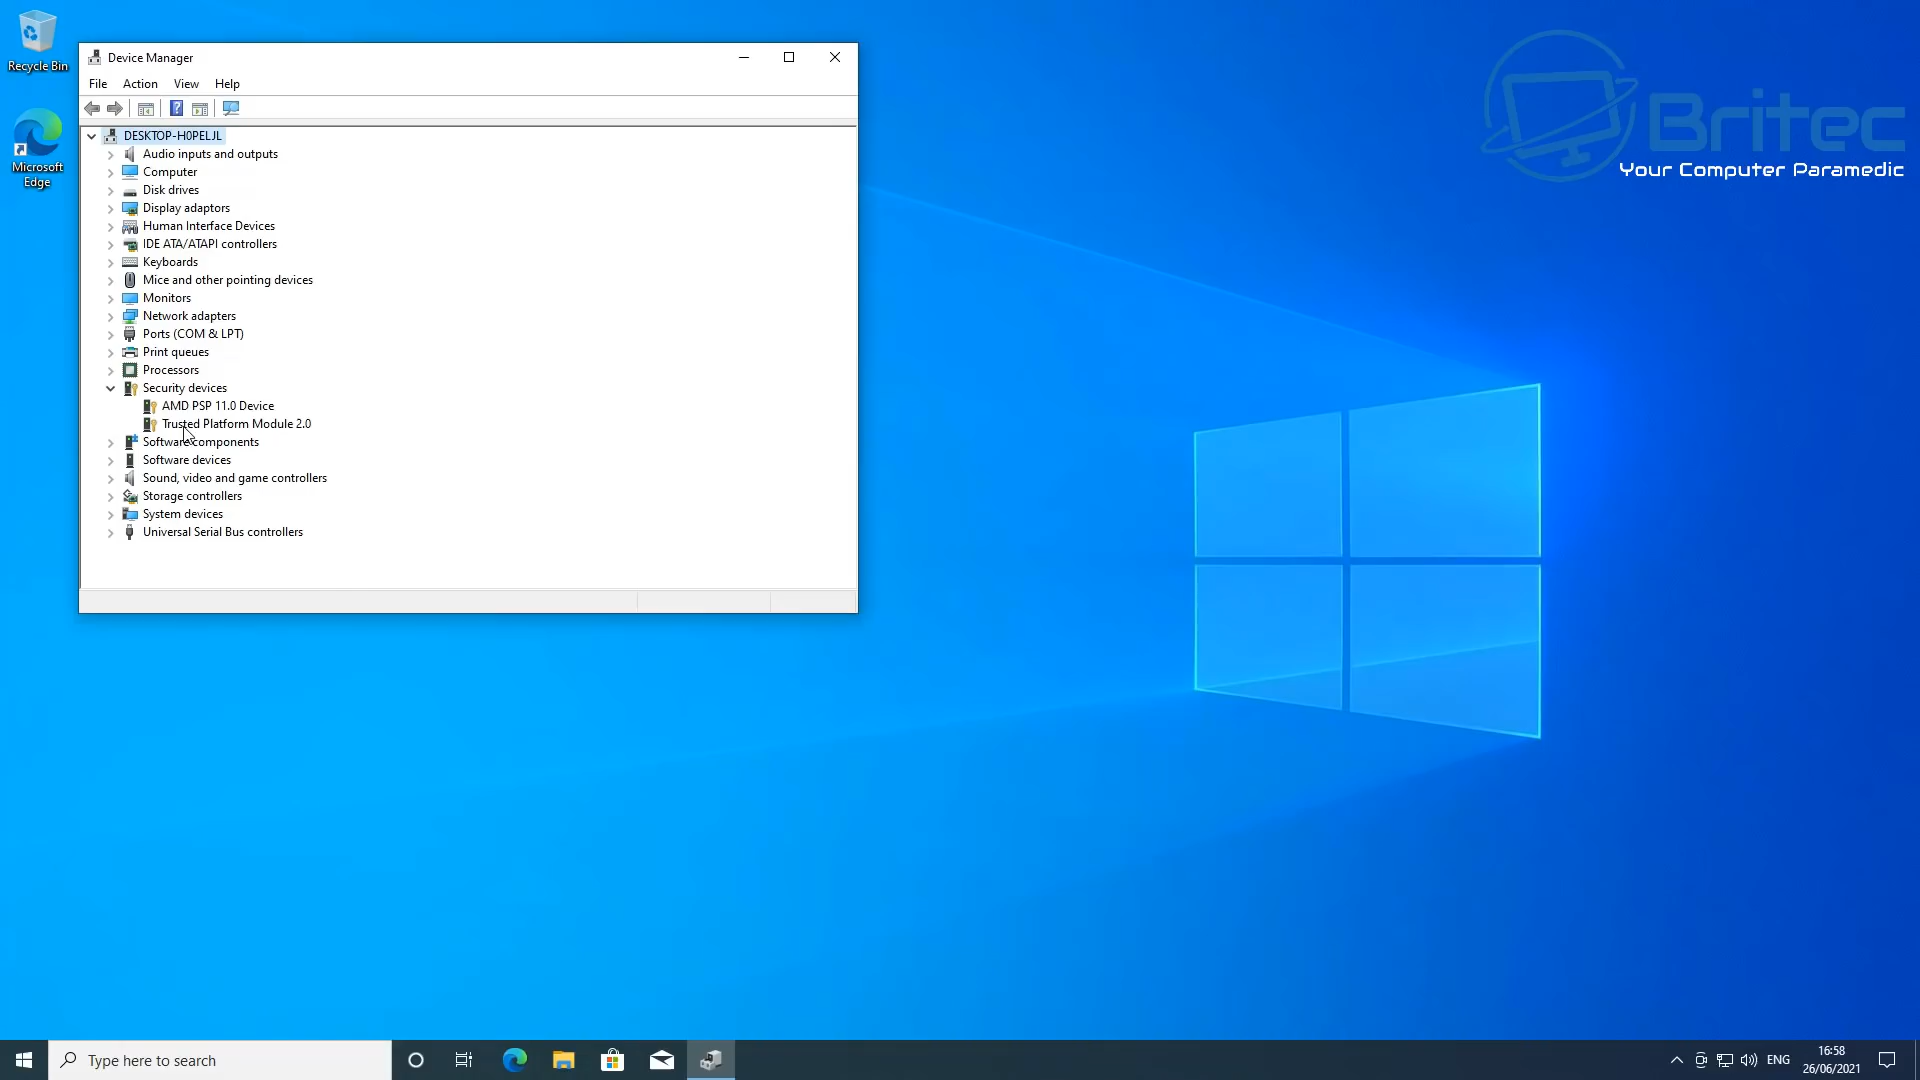 Recycle Bin
Microsoft
Edge
Device Manager
File Action View Help
DESKTOP-H0PELJL
Audio inputs and outputs
Computer
Disk drives
Display adaptors
Human Interface Devices
IDE ATA/ATAPI controllers
Keyboards
Mice and other pointing devices
Monitors
Network adapters
Ports (COM & LPT)
Print queues
Processors
Security devices
AMD PSP 11.0 Device
Trusted Platform Module 2.0
Software components
Software devices
Sound, video and game controllers
Storage controllers
System devices
Universal Serial Bus controllers
Britec
Your Computer Paramedic
Type here to search
ENG
16:58
26/06/2021